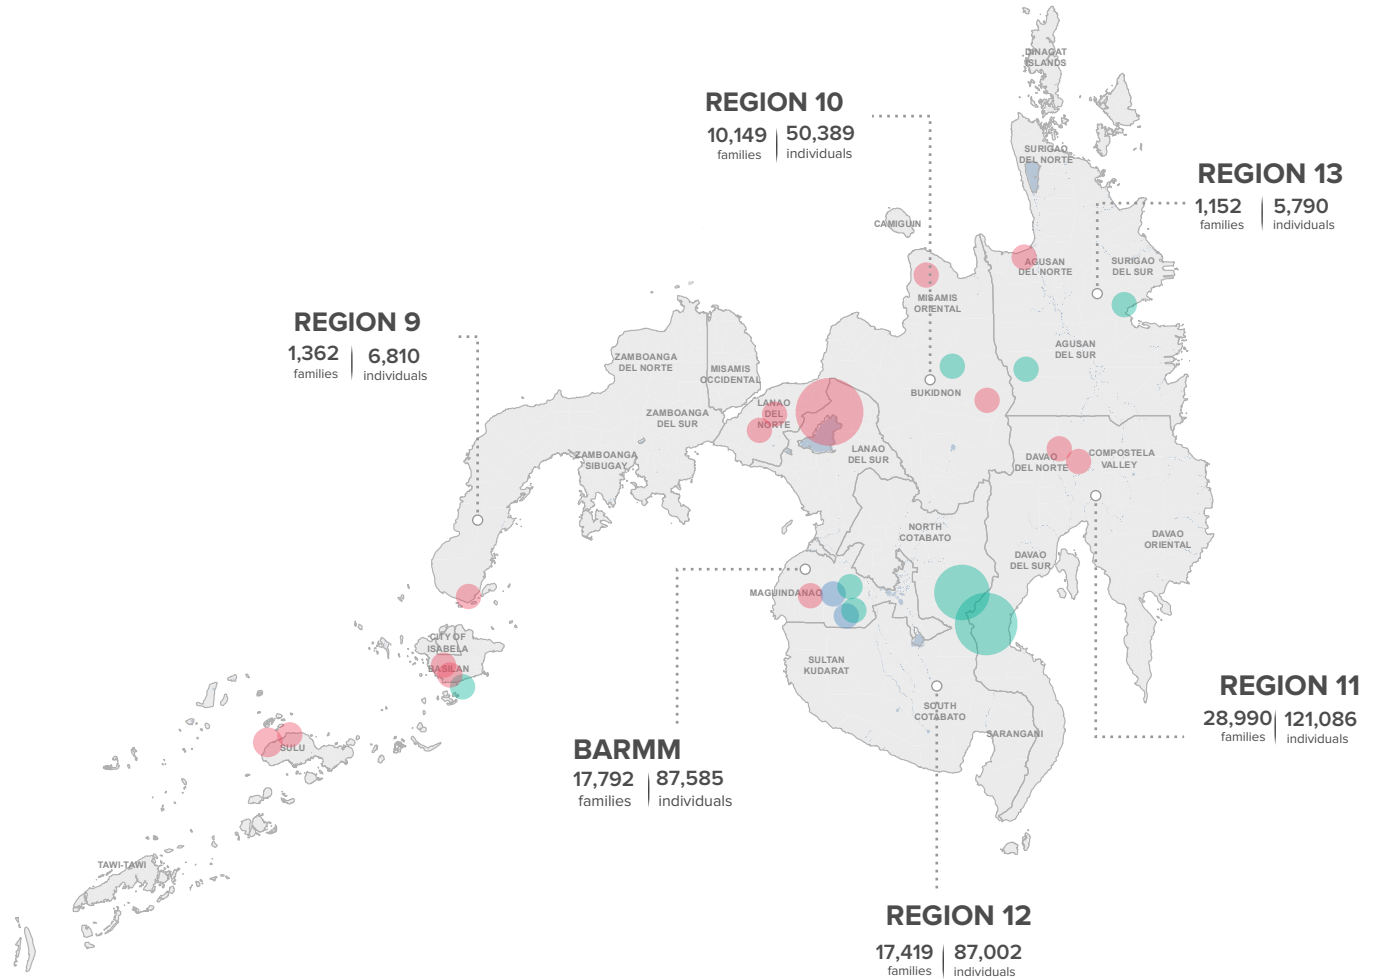 DINAGAT
ISLANDS
REGION 10
10,149 50,389
families individuals
SURIGAO
DEL NORTE
REGION 13
1,152 5,790
families individuals
CAMIGUIN
AGUSAN
DEL NORTE
SURIGAO
DEL SUR
MISAMIS
ORIENTAL
REGION 9
1,362 6,810
families individuals
ZAMBOANGA
DEL NORTE
MISAMIS
OCCIDENTAL
AGUSAN
DEL SUR
BUKIDNON
LANAO
DEL
NORTE
ZAMBOANGA
DEL SUR
LANAO
DEL SUR
ZAMBOANGA
SIBUGAY
DAVAO
DEL NORTE
COMPOSTELA
VALLEY
NORTH
COTABATO
DAVAO
ORIENTAL
DAVAO
DEL SUR
MAGUINDANAO
CITY OF
ISABELA
BASILAN
SULTAN
KUDARAT
REGION 11
28,990 121,086
families individuals
SOUTH
COTABATO
SARANGANI
SULU
BARMM
17,792 87,585
families individuals
TAWI-TAWI
REGION 12
17,419 87,002
families individuals